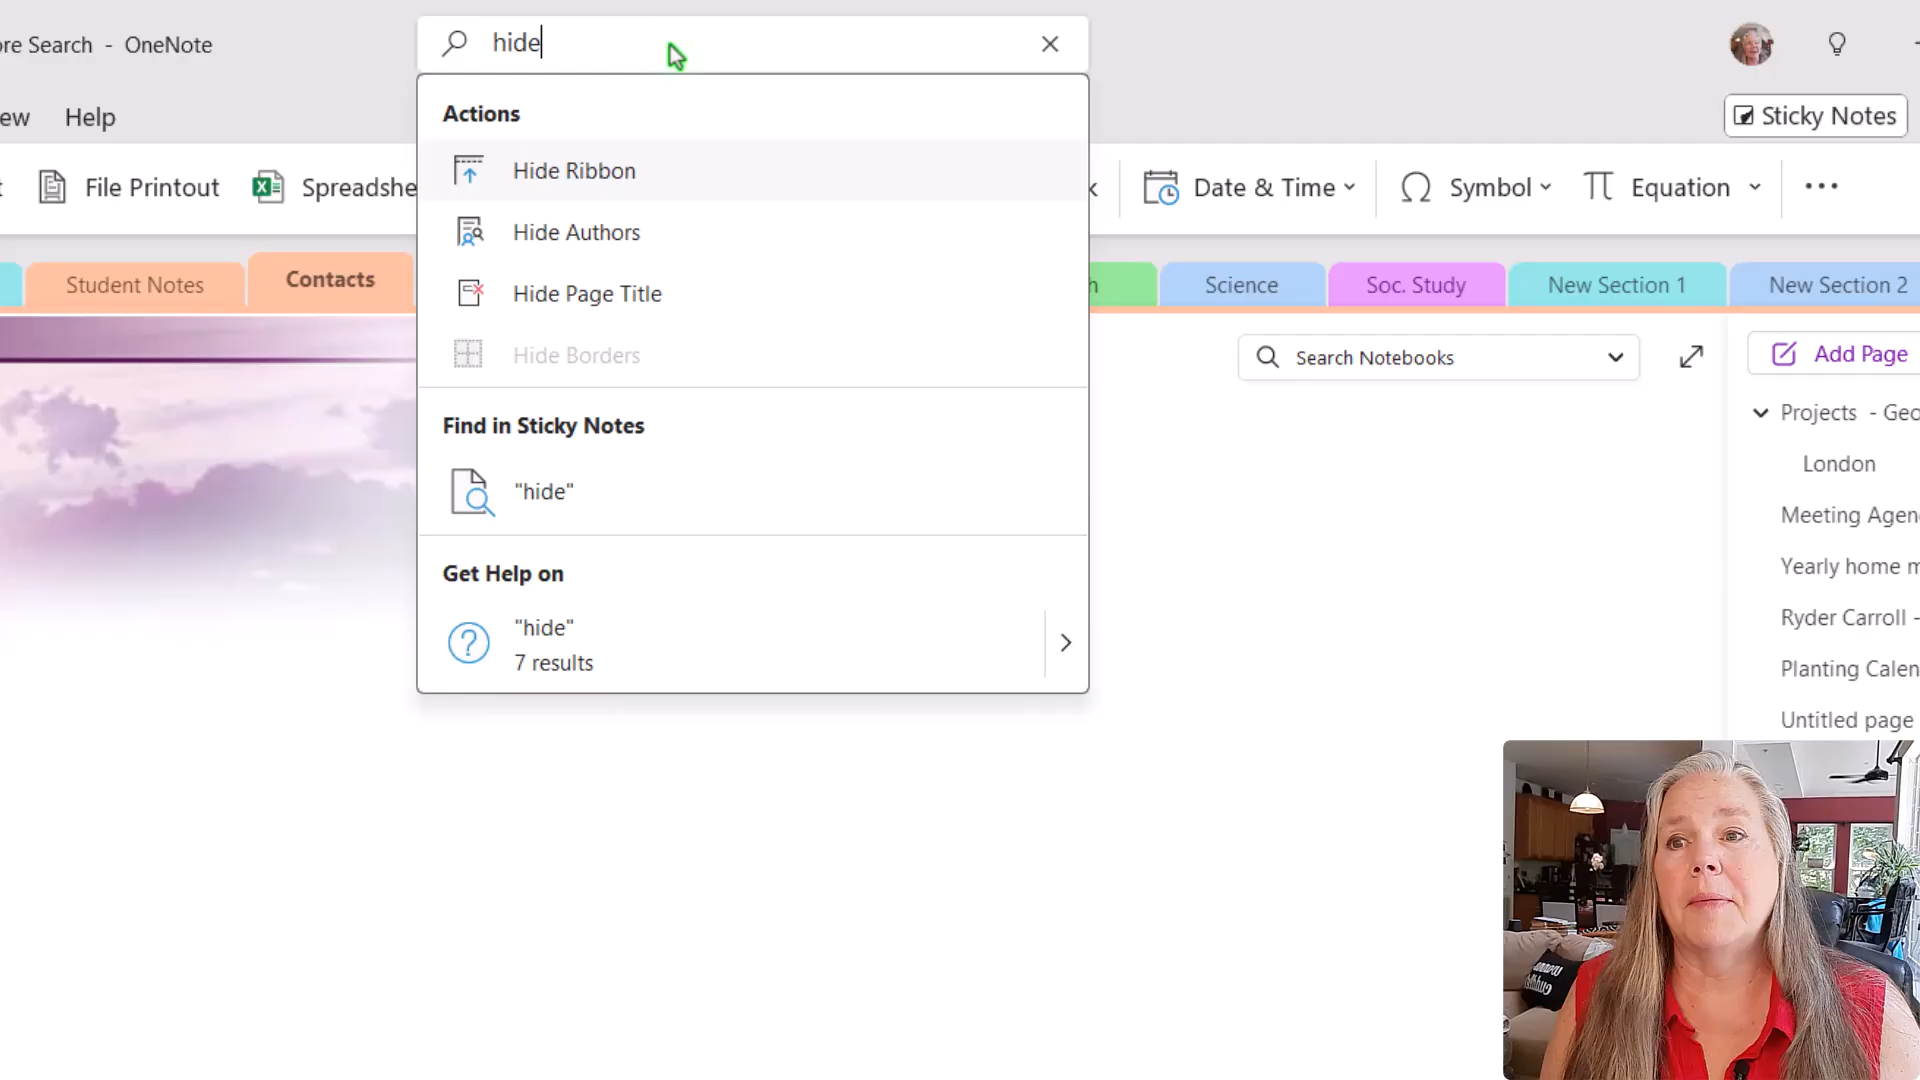 ore Search - OneNote
hide
ew Help
Sticky Notes
File Printout Spreadshe
Date & Time Symbol Equation
Actions
Hide Ribbon
Hide Authors
Hide Page Title
Hide Borders
Find in Sticky Notes
"hide"
Get Help on
"hide"
7 results
Student Notes Contacts Science Soc. Study New Section 1 New Section 2
Search Notebooks
Add Page
Projects - Geo
London
Meeting Agen
Yearly home m
Ryder Carroll -
Planting Calen
Untitled page